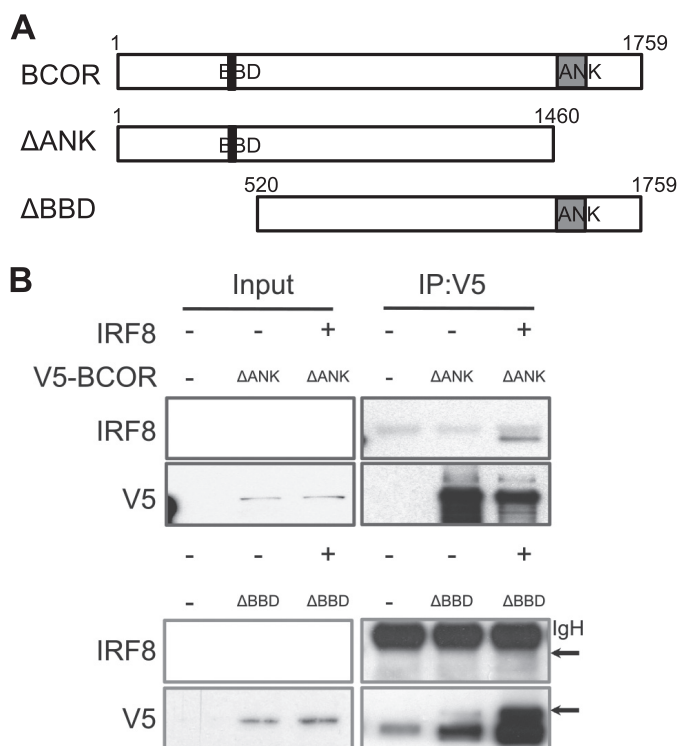 A
1 1759
BCOR BBD ANK
1 1460
ΔANK BBD
520 1759
ΔBBD ANK
B
Input IP:V5
IRF8 - - + - - +
V5-BCOR - ΔANK ΔANK - ΔANK ΔANK
IRF8
V5
- - + - - +
- ΔBBD ΔBBD - ΔBBD ΔBBD
IRF8 IgH
V5